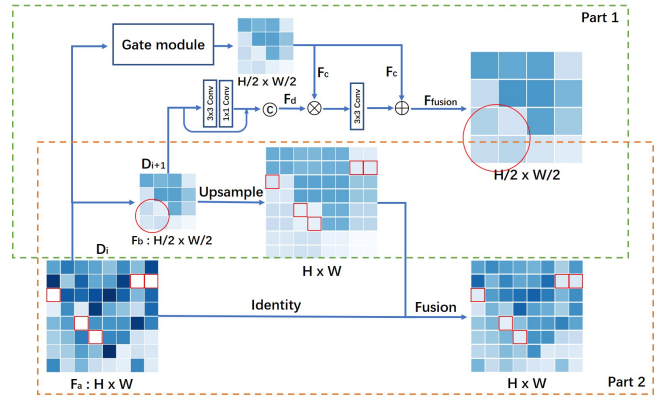 Part 1
Gate module
H/2 x W/2
Fc
Fc
3x3 Conv
1x1 Conv
C
Fd
3x3 Conv
Ffusion
H/2 x W/2
Di+1
Upsample
Fb : H/2 x W/2
H x W
Di
Identity
Fusion
Fa : H x W
H x W
Part 2